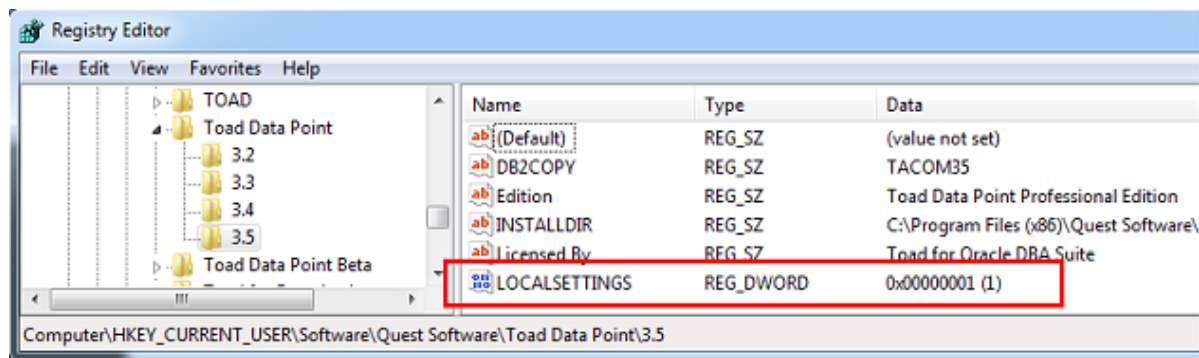 Registry Editor
File Edit View Favorites Help
TOAD
Toad Data Point
3.2
3.3
3.4
3.5
Toad Data Point Beta
Name Type Data
(Default) REG_SZ (value not set)
DB2COPY REG_SZ TACOM35
Edition REG_SZ Toad Data Point Professional Edition
INSTALLDIR REG_SZ C:\Program Files (x86)\Quest Software\
Licensed By REG_SZ Toad for Oracle DBA Suite
LOCALSETTINGS REG_DWORD 0x00000001 (1)
Computer\HKEY_CURRENT_USER\Software\Quest Software\Toad Data Point\3.5